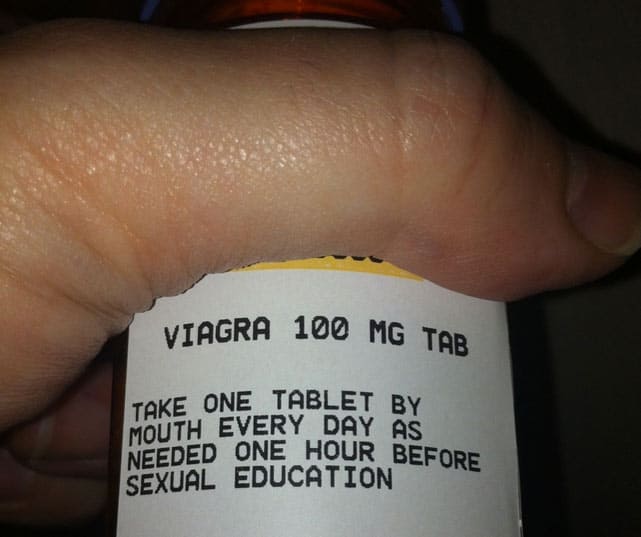 VIAGRA 100 MG TAB
TAKE ONE TABLET BY
MOUTH EVERY DAY AS
NEEDED ONE HOUR BEFORE
SEXUAL EDUCATION